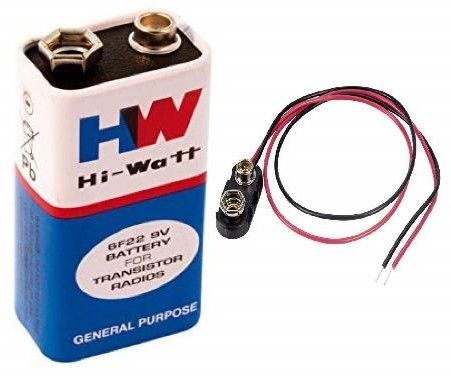 HW
Hi-Watt
6F22 9V
BATTERY
FOR
TRANSISTOR
RADIOS
GENERAL PURPOSE